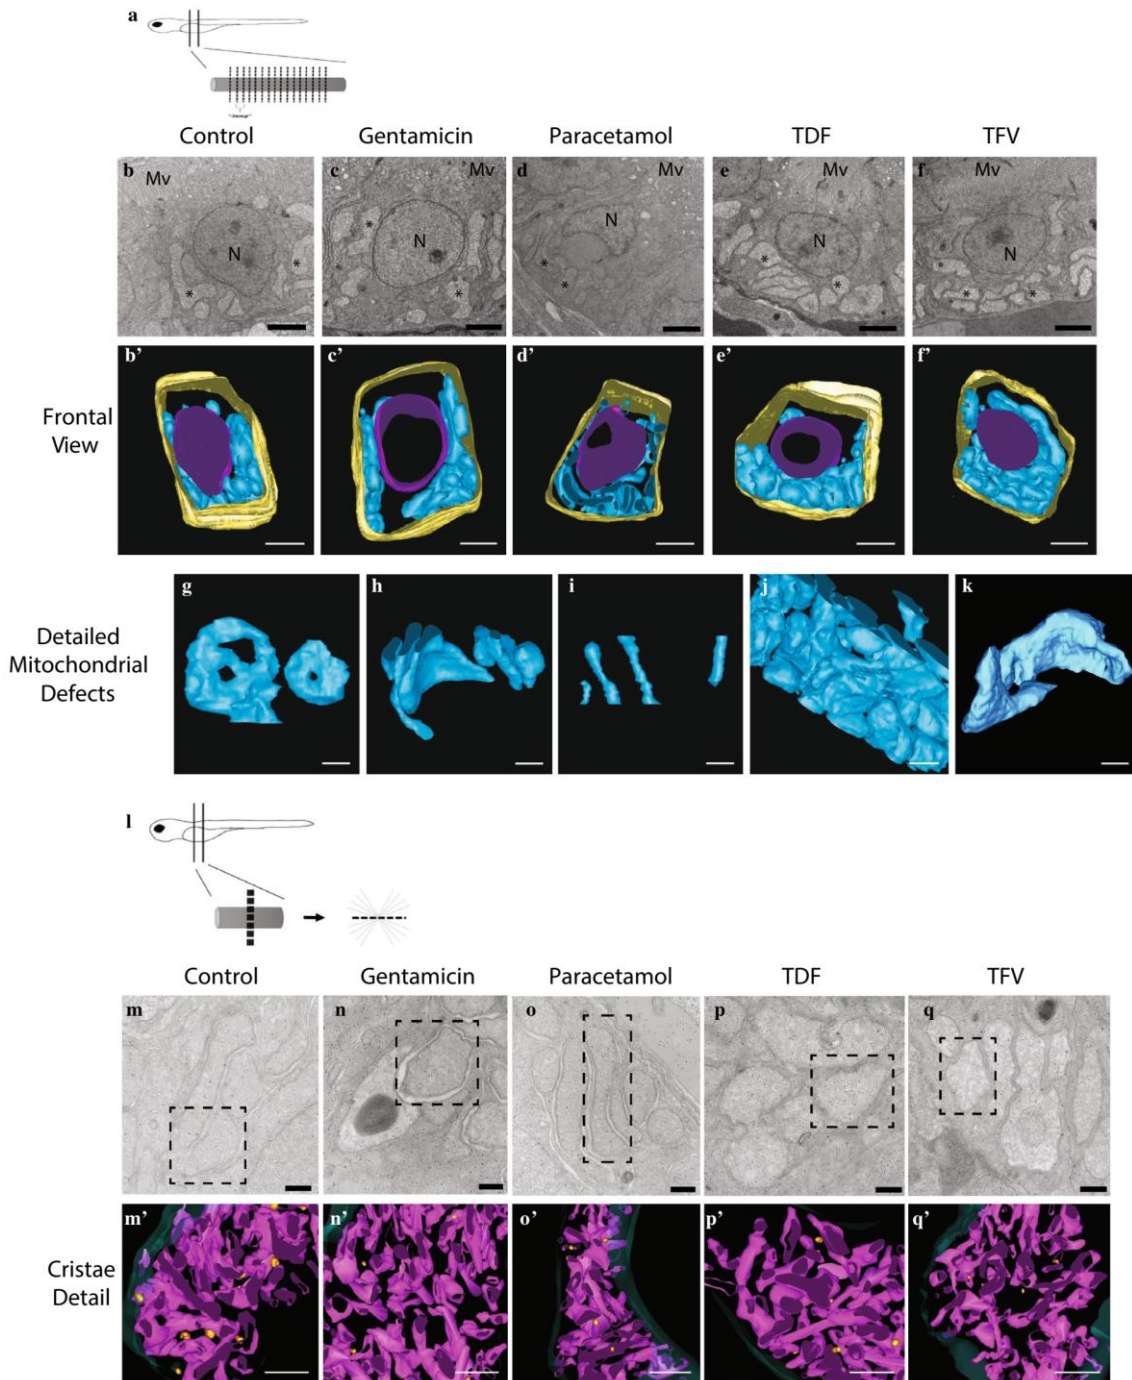 a
Control Gentamicin Paracetamol TDF TFV
b c d e f
Mv Mv Mv Mv Mv
N N N N N
* * * * * * * * * *
b' c' d' e' f'
Frontal
View
g h i j k
Detailed
Mitochondrial
Defects
l
Control Gentamicin Paracetamol TDF TFV
m n o p q
m' n' o' p' q'
Cristae
Detail